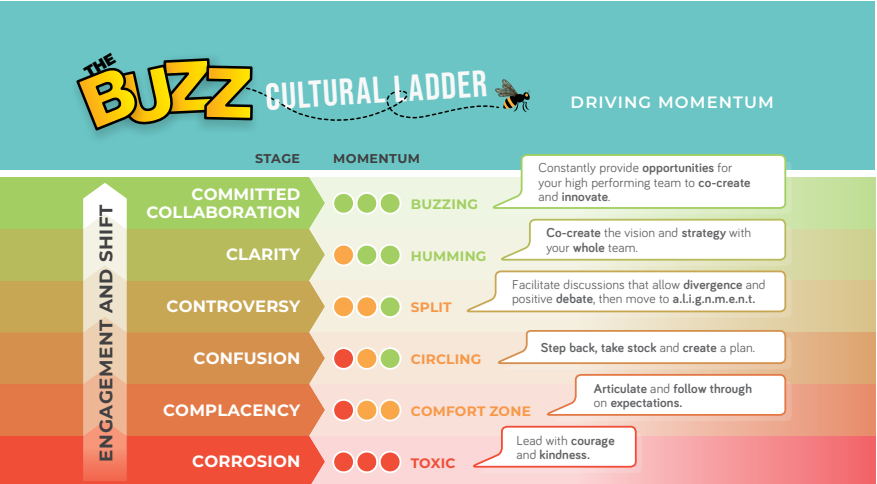 THE
BUZZ
CULTURAL LADDER
DRIVING MOMENTUM
STAGE
MOMENTUM
ENGAGEMENT AND SHIFT
COMMITTED
COLLABORATION
BUZZING
Constantly provide opportunities for
your high performing team to co-create
and innovate.
CLARITY
HUMMING
Co-create the vision and strategy with
your whole team.
CONTROVERSY
SPLIT
Facilitate discussions that allow divergence and
positive debate, then move to a.l.i.g.n.m.e.n.t.
CONFUSION
CIRCLING
Step back, take stock and create a plan.
COMPLACENCY
COMFORT ZONE
Articulate and follow through
on expectations.
CORROSION
TOXIC
Lead with courage
and kindness.